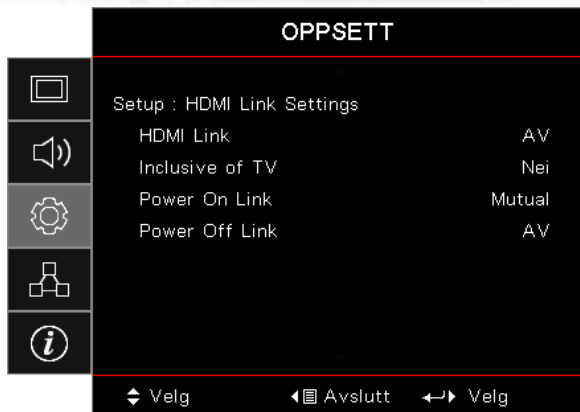 OPPSETT
Setup : HDMI Link Settings
HDMI Link AV
Inclusive of TV Nei
Power On Link Mutual
Power Off Link AV
Velg Avslutt Velg